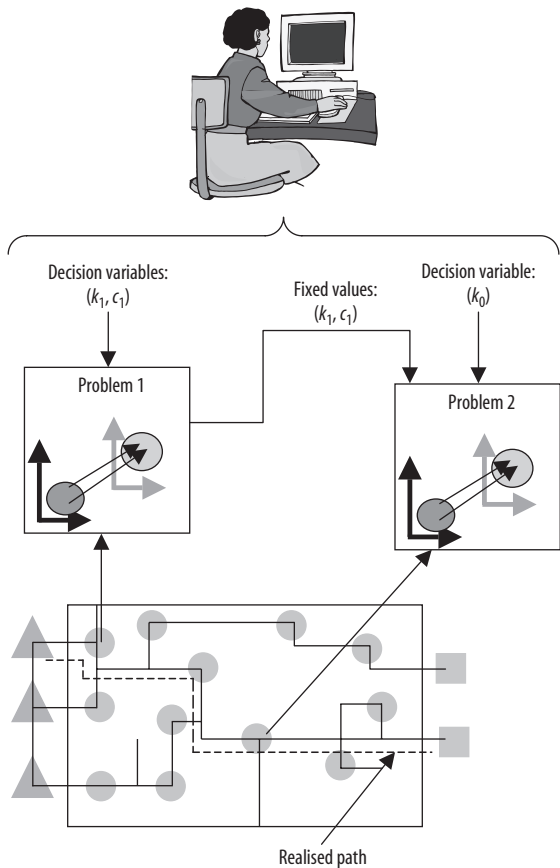 Decision variables:
(k₁, c₁)
Fixed values:
(k₁, c₁)
Decision variable:
(k₀)
Problem 1
Problem 2
Realised path